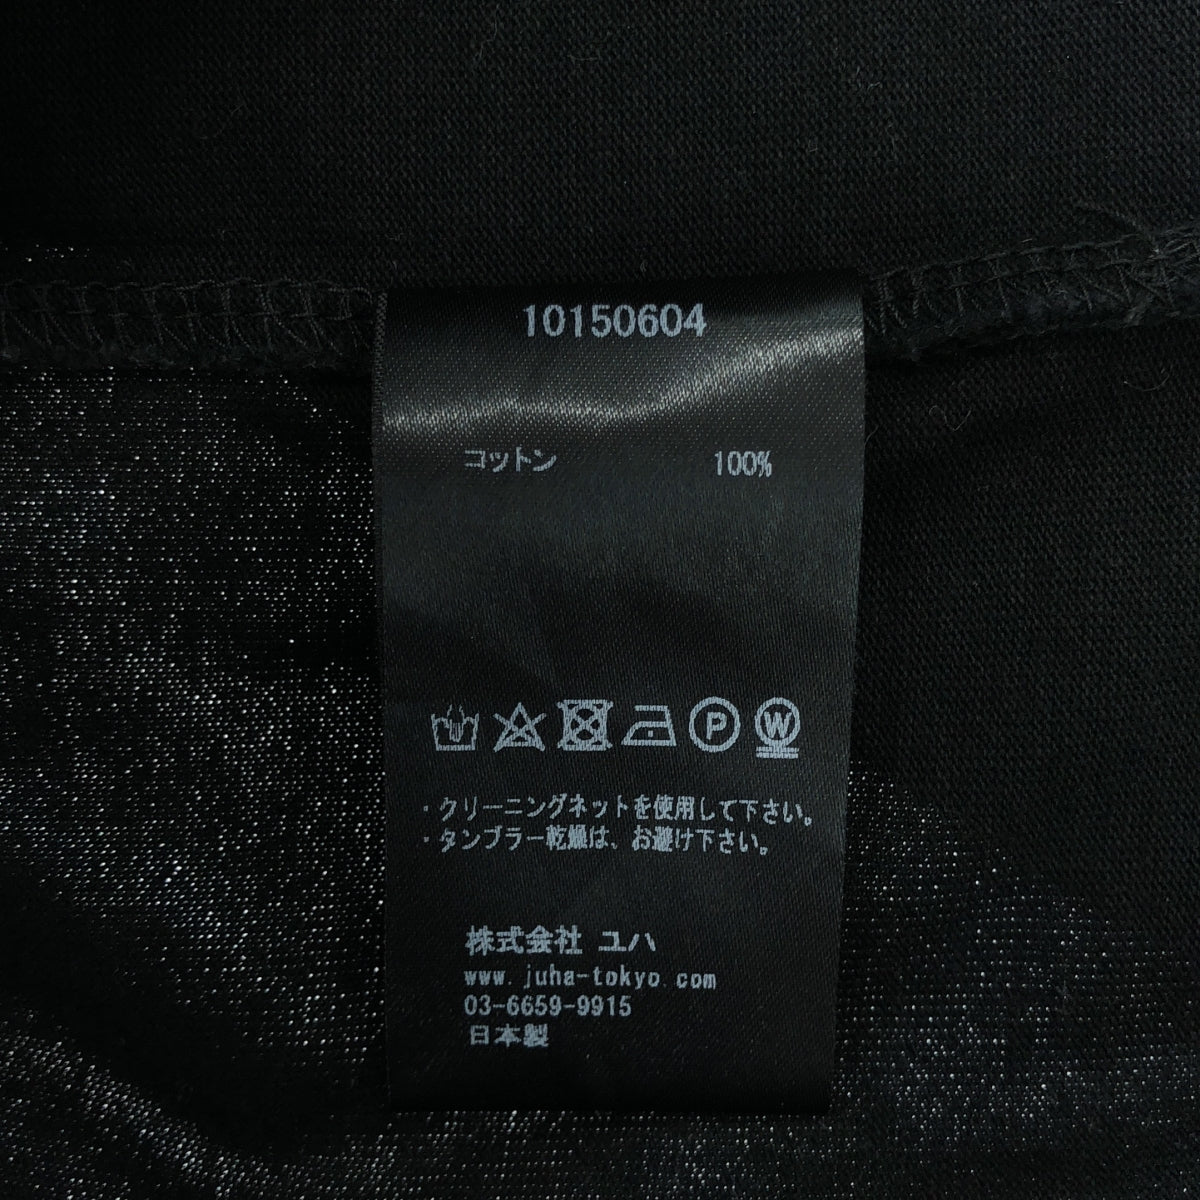 10150604
コットン 100%
P W
・クリーニングネットを使用して下さい。
・タンブラー乾燥は、お避け下さい。
株式会社 ユハ
www.juha-tokyo.com
03-6659-9915
日本製